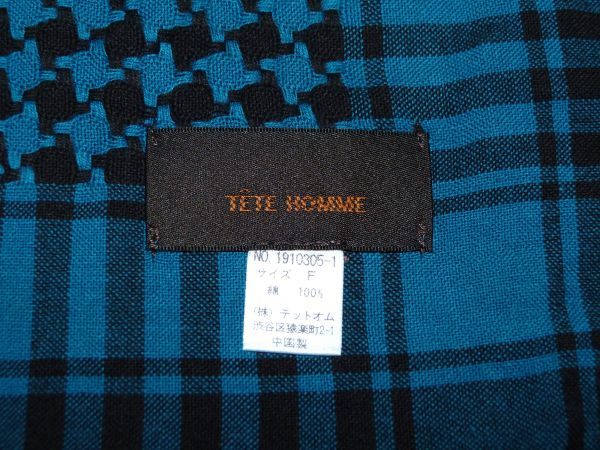 TÊTE HOMME
NO. 1910305-1
サイズ F
綿 100%
(株) テットオム
渋谷区猿楽町2-1
中国製